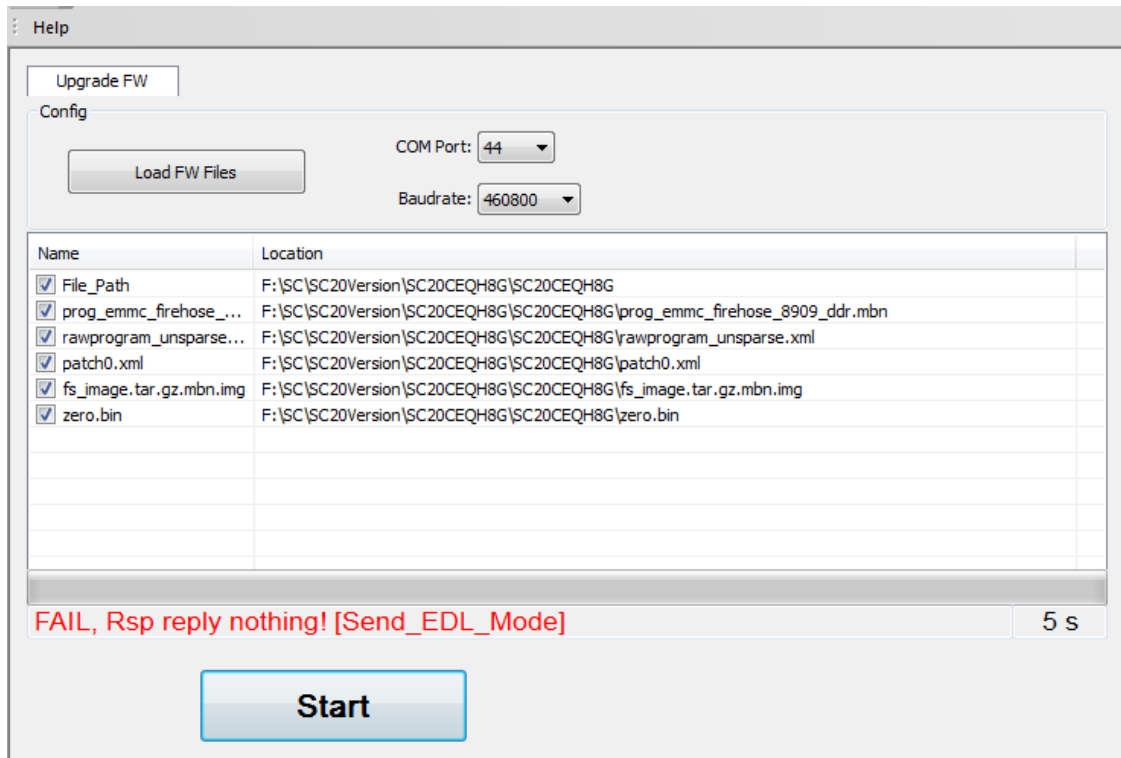 Help
Upgrade FW
Config
Load FW Files
COM Port: 44
Baudrate: 460800
Name Location
File_Path F:\SC\SC20Version\SC20CEQH8G\SC20CEQH8G
prog_emmc_firehose_... F:\SC\SC20Version\SC20CEQH8G\SC20CEQH8G\prog_emmc_firehose_8909_ddr.mbn
rawprogram_unsparse... F:\SC\SC20Version\SC20CEQH8G\SC20CEQH8G\rawprogram_unsparse.xml
patch0.xml F:\SC\SC20Version\SC20CEQH8G\SC20CEQH8G\patch0.xml
fs_image.tar.gz.mbn.img F:\SC\SC20Version\SC20CEQH8G\SC20CEQH8G\fs_image.tar.gz.mbn.img
zero.bin F:\SC\SC20Version\SC20CEQH8G\SC20CEQH8G\zero.bin
FAIL, Rsp reply nothing! [Send_EDL_Mode] 5 s
Start